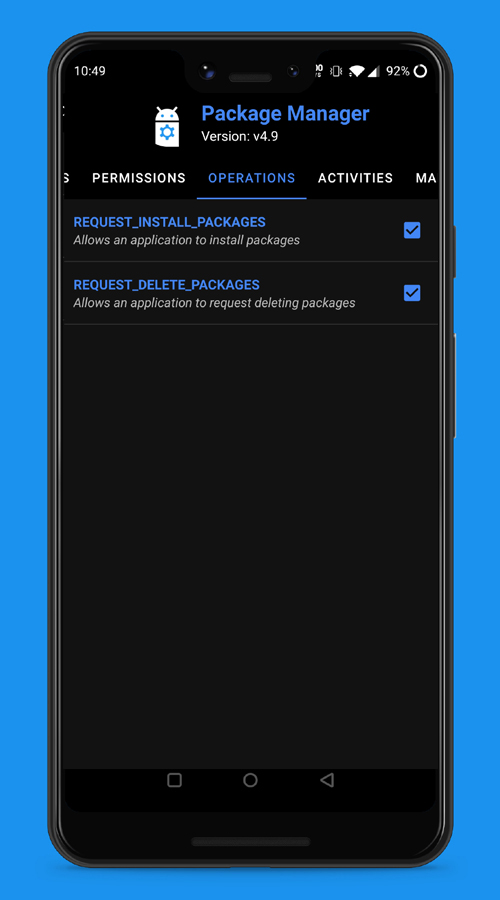 10:49
92%
Package Manager
Version: v4.9
S PERMISSIONS OPERATIONS ACTIVITIES MA
REQUEST_INSTALL_PACKAGES
Allows an application to install packages
REQUEST_DELETE_PACKAGES
Allows an application to request deleting packages